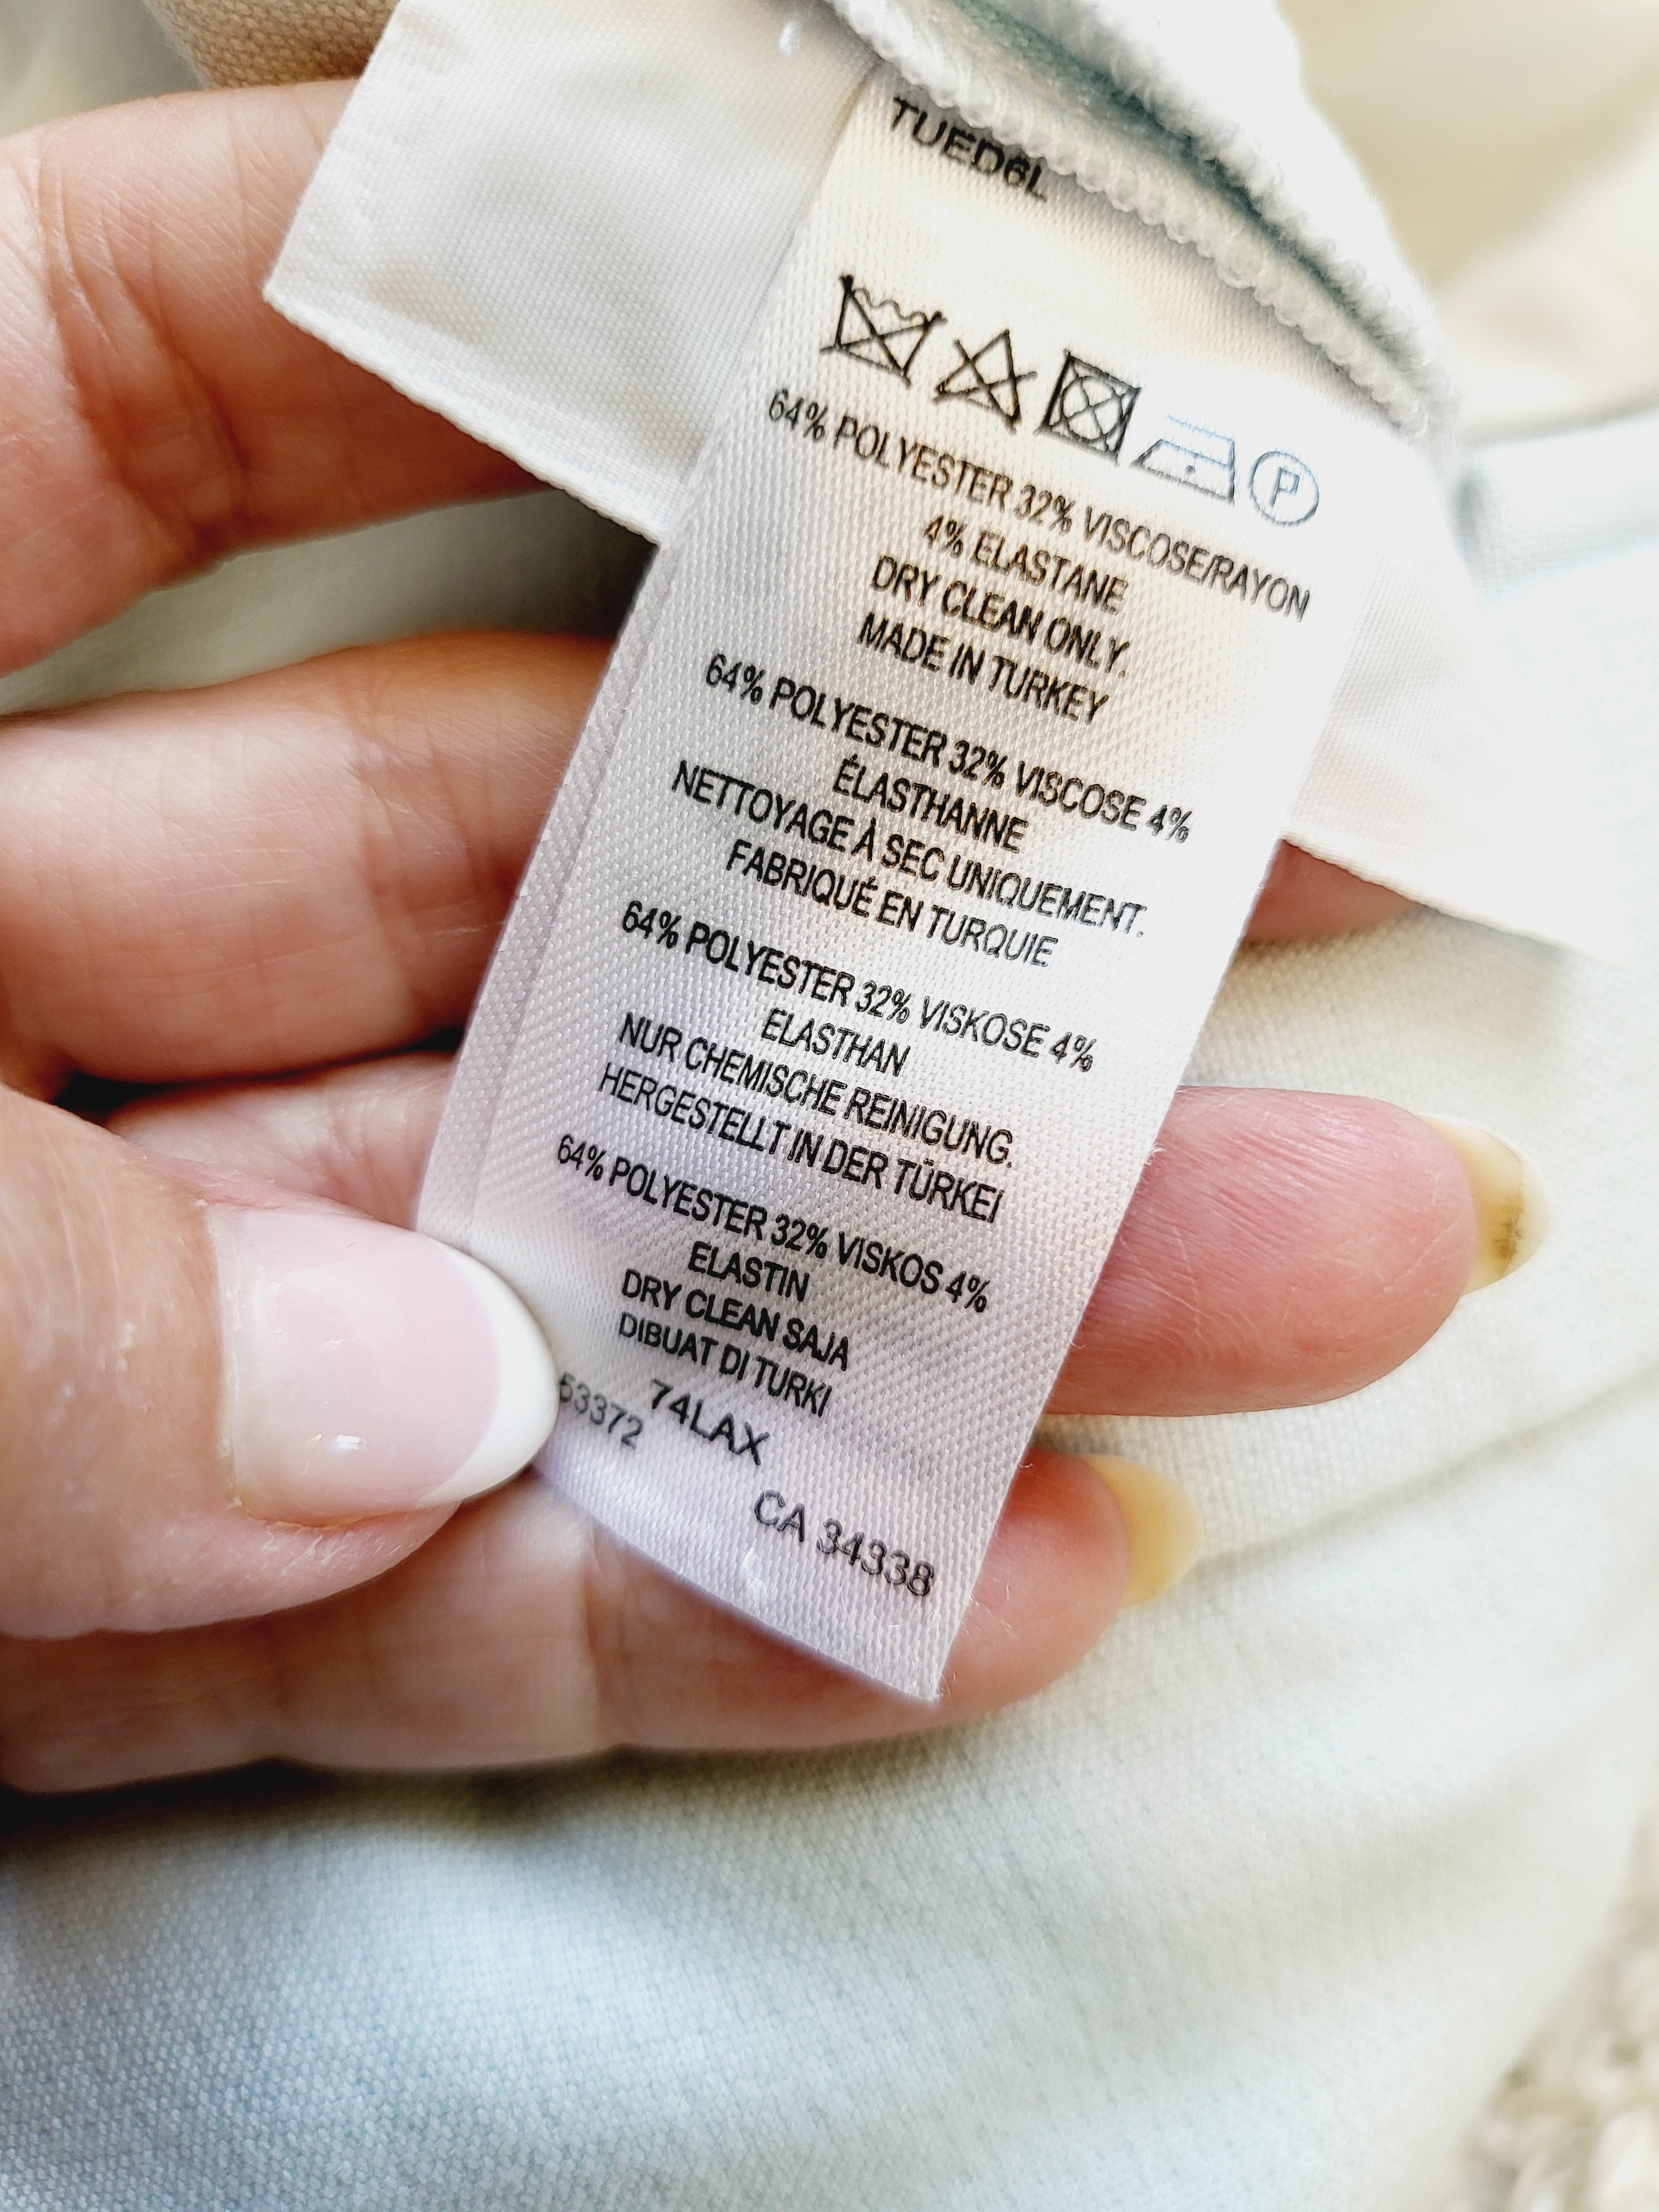 TUED6L
P
64% POLYESTER 32% VISCOSE/RAYON
4% ELASTANE
DRY CLEAN ONLY.
MADE IN TURKEY
64% POLYESTER 32% VISCOSE 4%
ÉLASTHANNE
NETTOYAGE À SEC UNIQUEMENT.
FABRIQUÉ EN TURQUIE
64% POLYESTER 32% VISKOSE 4%
ELASTHAN
NUR CHEMISCHE REINIGUNG.
HERGESTELLT IN DER TÜRKEI
64% POLYESTER 32% VISKOS 4%
ELASTIN
DRY CLEAN SAJA
DIBUAT DI TURKI
53372 74LAX
CA 34338